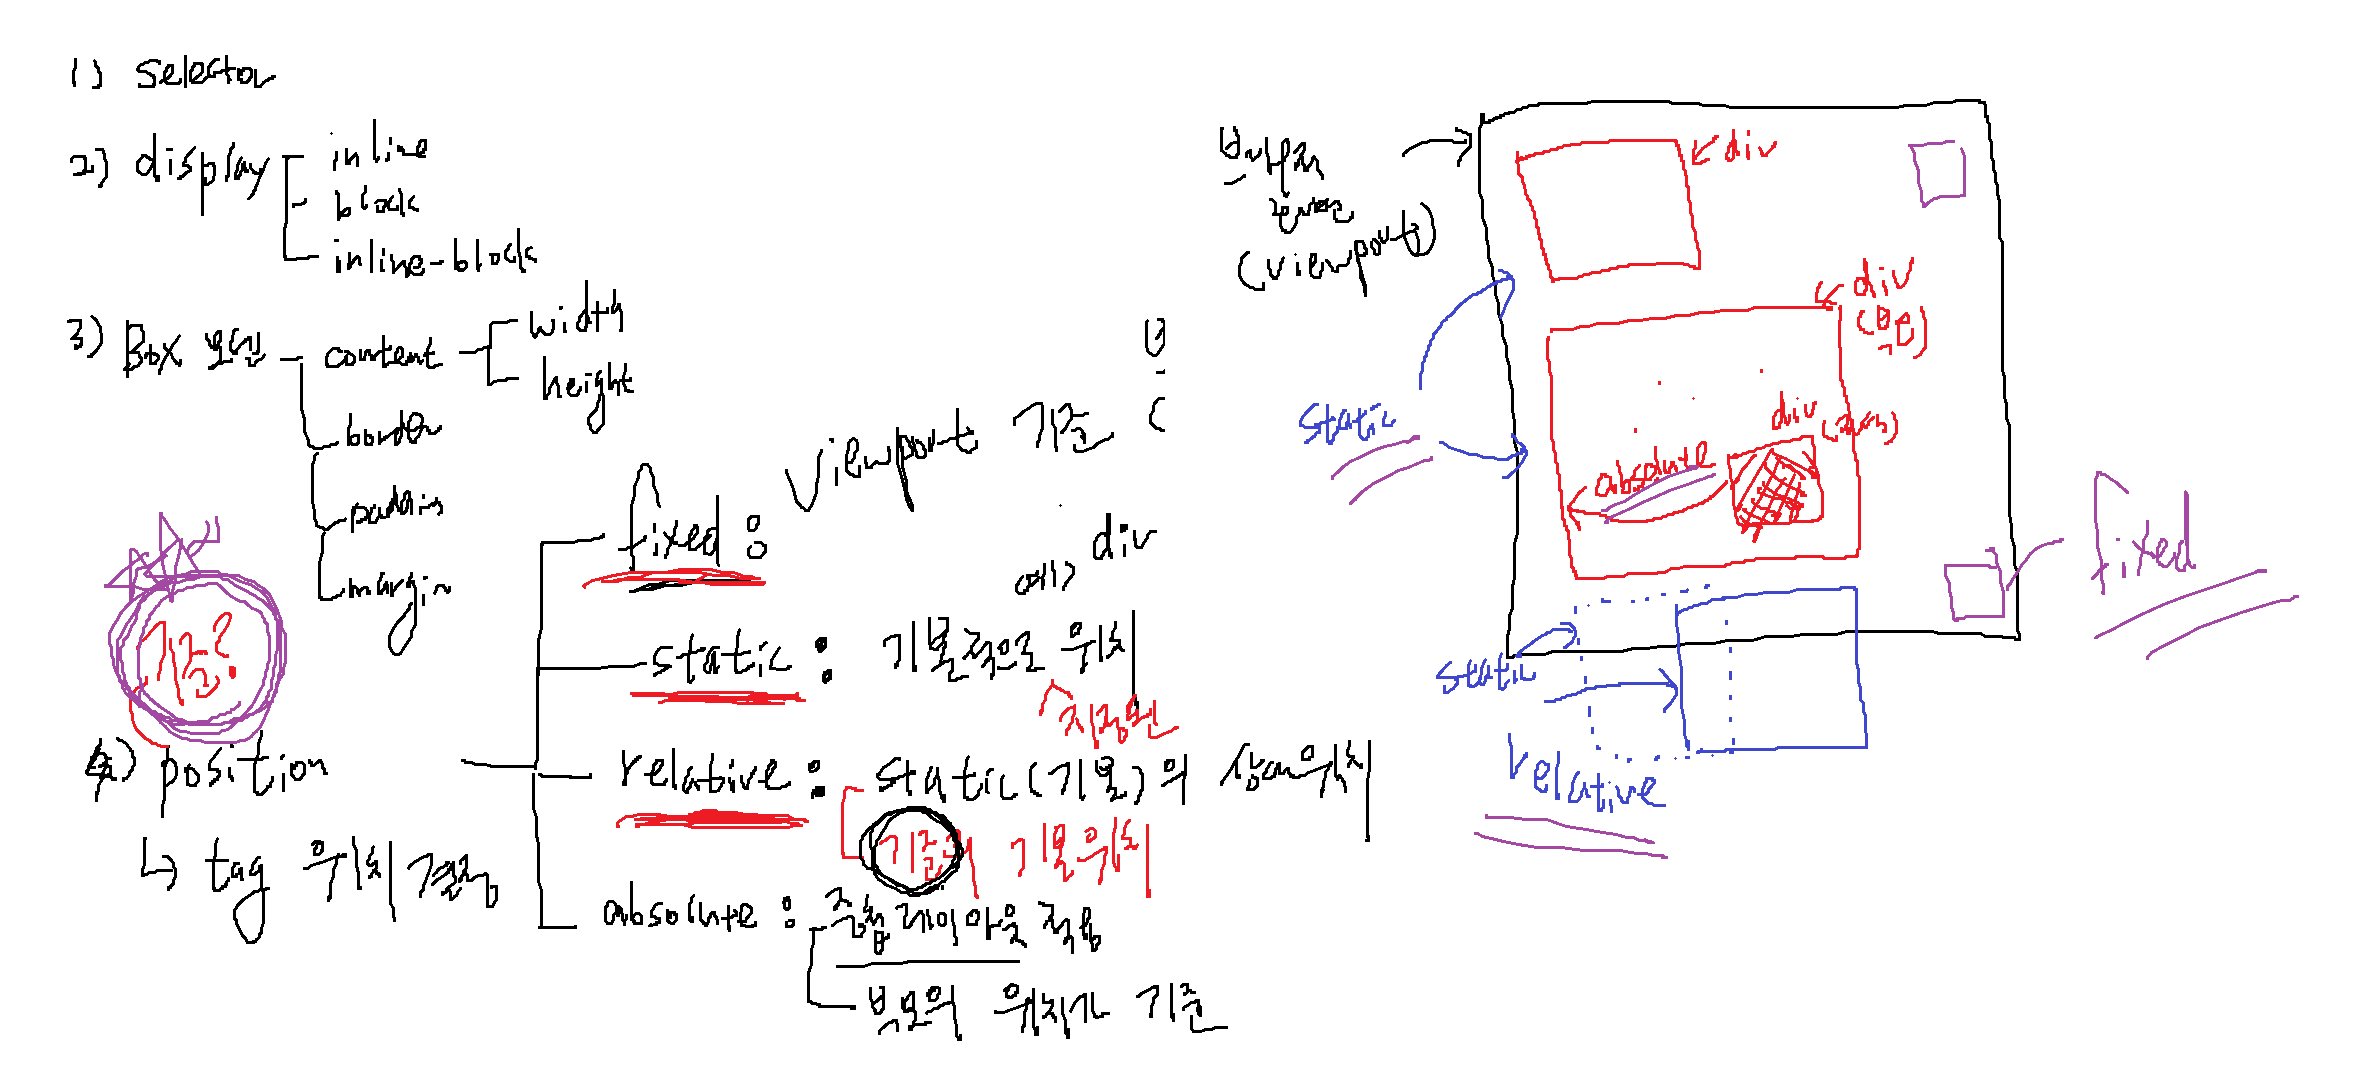 1) selector
2) display
inline
block
inline-block
3) Box 모델
content
width
height
border
padding
margin
기준?
4) position
↳ tag 위치 결정
fixed : viewport 기준 (
static : 기본적으로 위치
지정된
예) div
relative : static(기본)의 상대위치
기준이 기본위치
absolute : 중첩 레이아웃 적용
부모의 위치가 기준
브라우저
화면
(viewport)
div
div
(부모)
div (자식)
absolute
static
fixed
static
relative